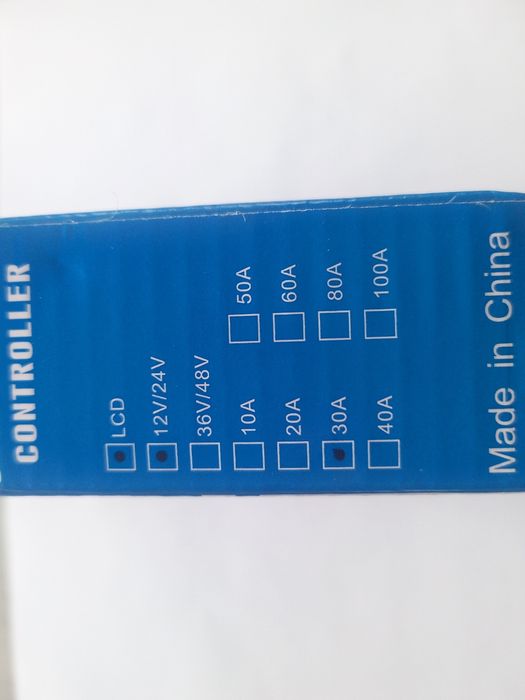 CONTROLLER
LCD
12V/24V
36V/48V
10A 50A
20A 60A
30A 80A
40A 100A
Made in China